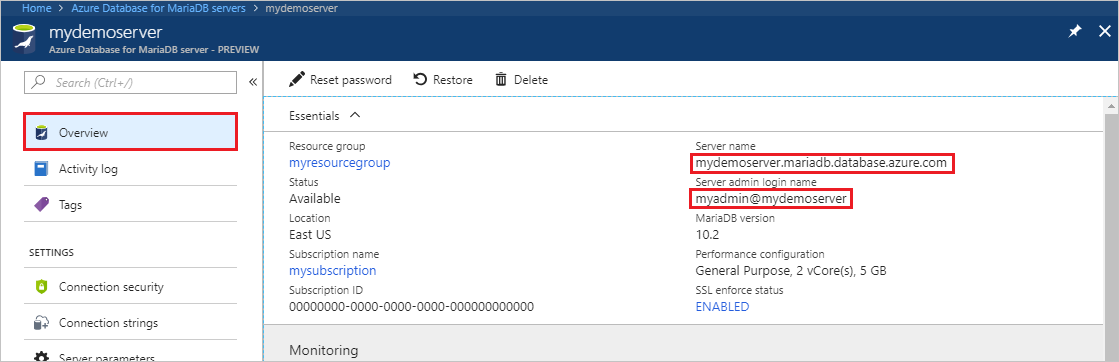 Home > Azure Database for MariaDB servers > mydemoserver
mydemoserver
Azure Database for MariaDB server - PREVIEW
Search (Ctrl+/)
«
Overview
Activity log
Tags
SETTINGS
Connection security
Connection strings
Server parameters
Reset password Restore Delete
Essentials
Resource group
myresourcegroup
Status
Available
Location
East US
Subscription name
mysubscription
Subscription ID
00000000-0000-0000-0000-000000000000
Server name
mydemoserver.mariadb.database.azure.com
Server admin login name
myadmin@mydemoserver
MariaDB version
10.2
Performance configuration
General Purpose, 2 vCore(s), 5 GB
SSL enforce status
ENABLED
Monitoring